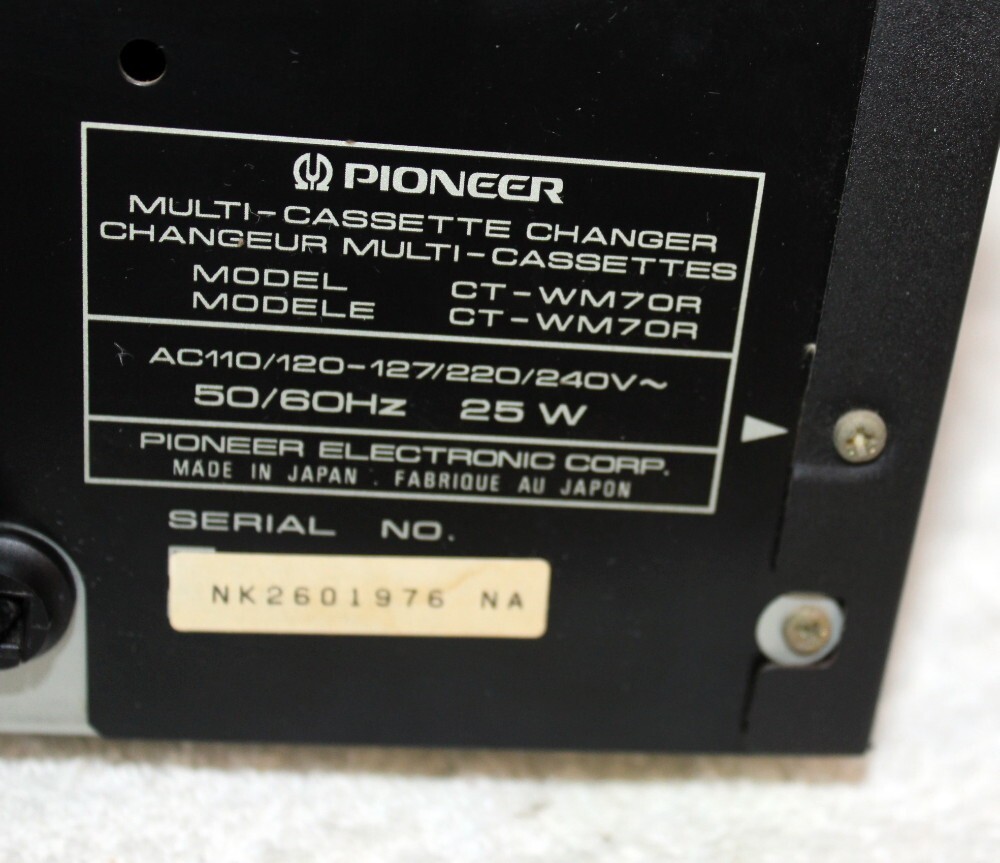 PIONEER
MULTI-CASSETTE CHANGER
CHANGEUR MULTI-CASSETTES
MODEL CT-WM70R
MODELE CT-WM70R
AC110/120-127/220/240V~
50/60Hz 25 W
PIONEER ELECTRONIC CORP.
MADE IN JAPAN . FABRIQUE AU JAPON
SERIAL NO.
NK2601976 NA